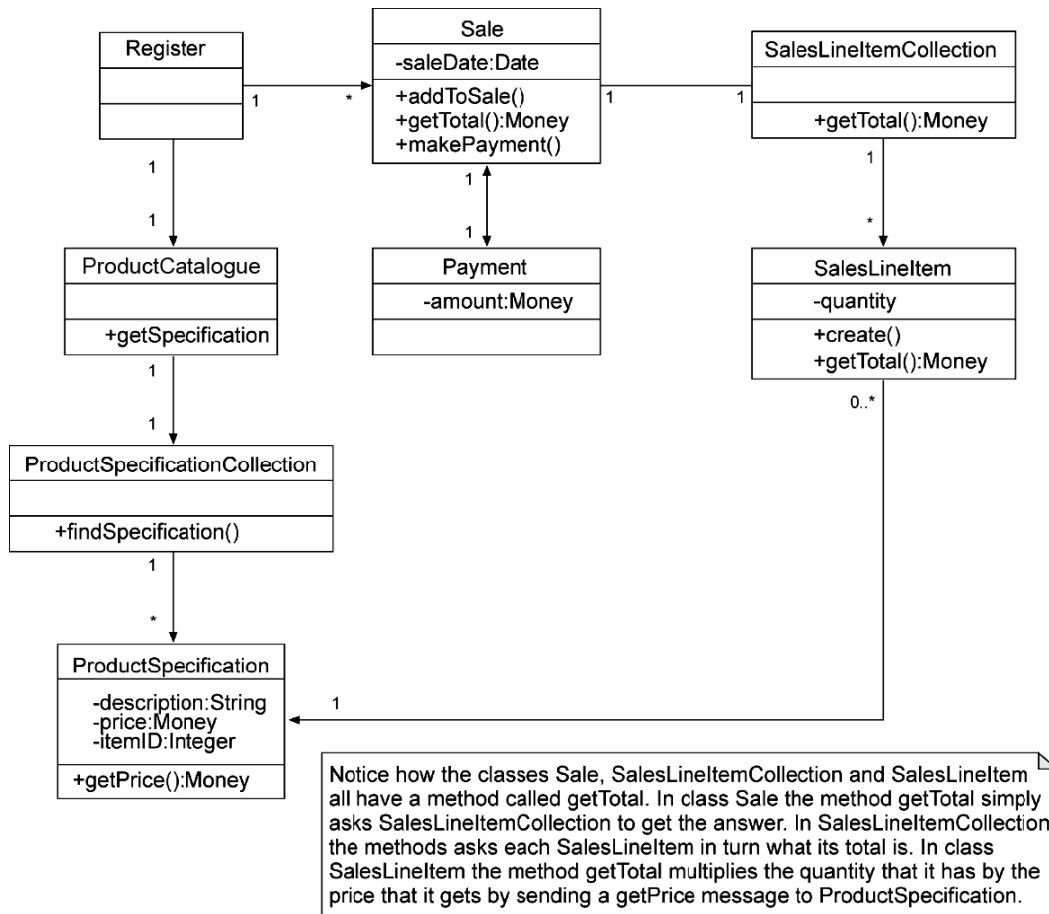 Register
1
*
Sale
-saleDate:Date
+addToSale()
+getTotal():Money
+makePayment()
1
1
SalesLineItemCollection
+getTotal():Money
1
1
1
1
1
*
ProductCatalogue
+getSpecification
Payment
-amount:Money
SalesLineItem
-quantity
+create()
+getTotal():Money
1
1
0..*
ProductSpecificationCollection
+findSpecification()
1
*
ProductSpecification
-description:String
-price:Money
-itemID:Integer
+getPrice():Money
1
Notice how the classes Sale, SalesLineItemCollection and SalesLineItem
all have a method called getTotal. In class Sale the method getTotal simply
asks SalesLineItemCollection to get the answer. In SalesLineItemCollection
the methods asks each SalesLineItem in turn what its total is. In class
SalesLineItem the method getTotal multiplies the quantity that it has by the
price that it gets by sending a getPrice message to ProductSpecification.